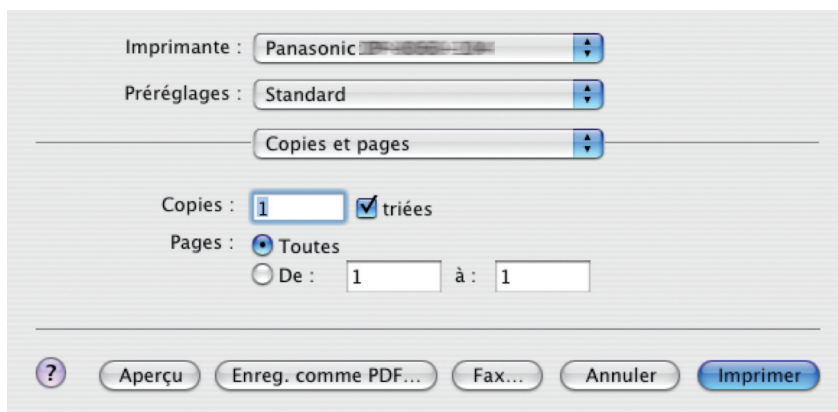 Imprimante : Panasonic
Préréglages : Standard
Copies et pages
Copies : 1 triées
Pages : Toutes
De : 1 à : 1
? Aperçu Enreg. comme PDF... Fax... Annuler Imprimer